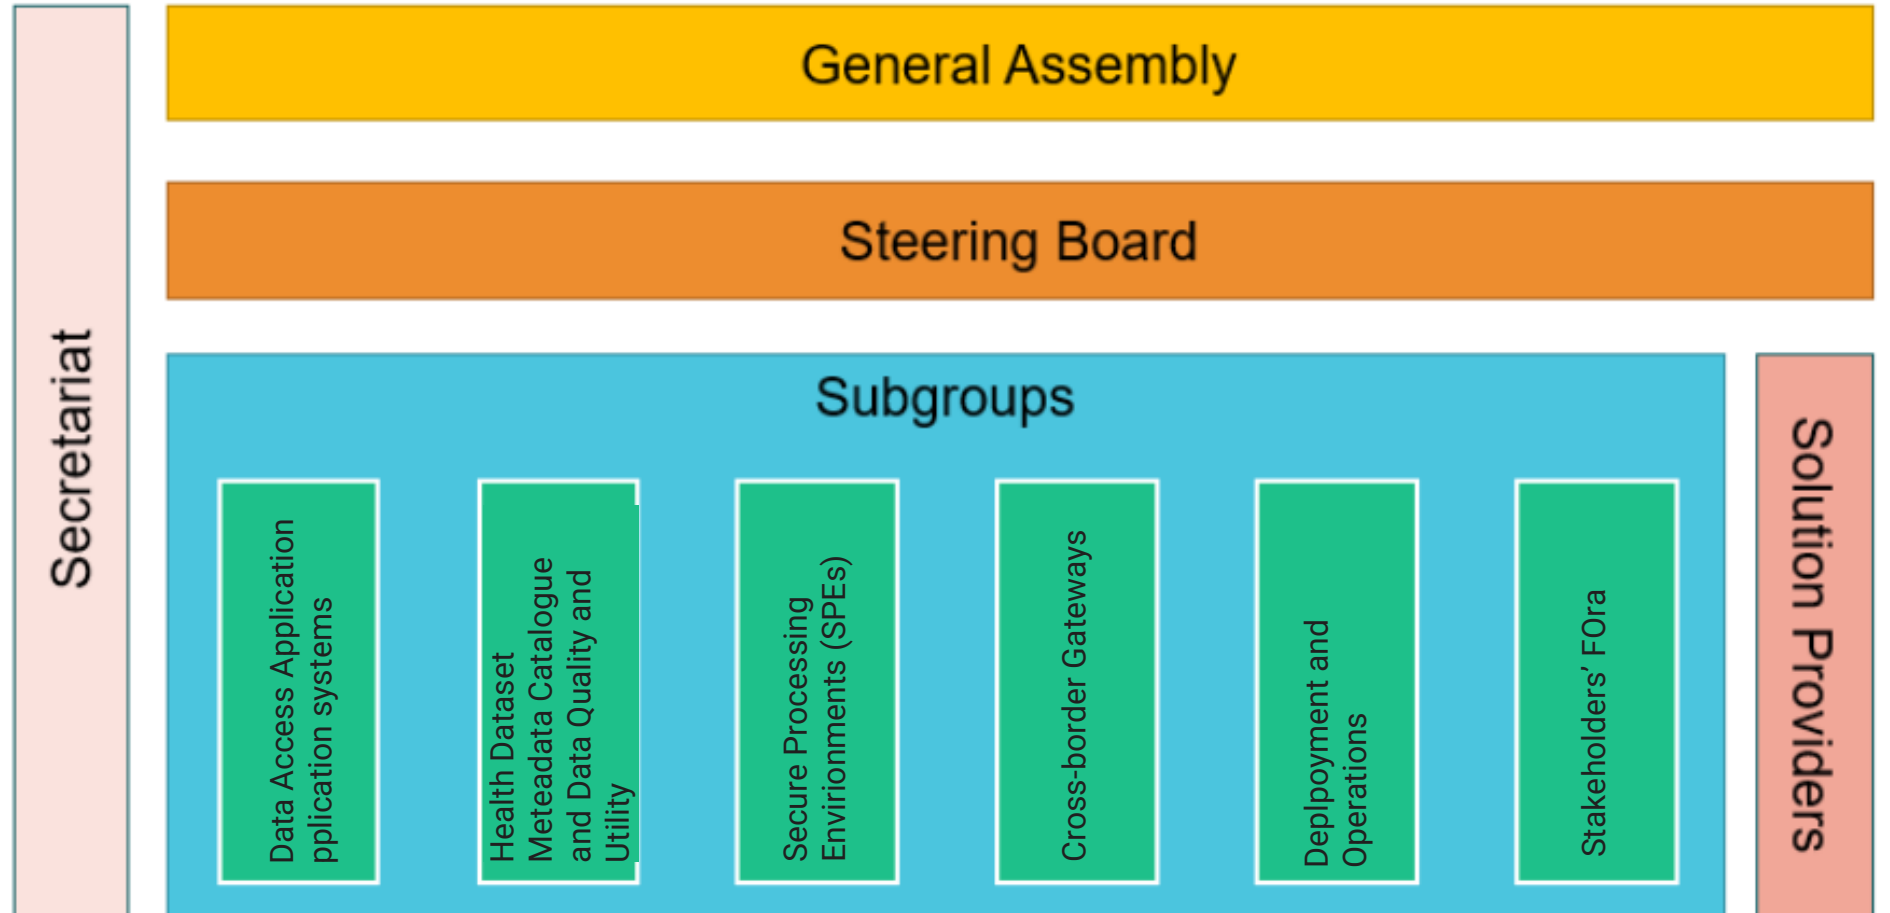 Secretariat
General Assembly
Steering Board
Subgroups
Data Access Application
pplication systems
Health Dataset
Meteadata Catalogue
and Data Quality and
Utility
Secure Processing
Envirionments (SPEs)
Cross-border Gateways
Deplpoyment and
Operations
Stakeholders’ FOra
Solution Providers